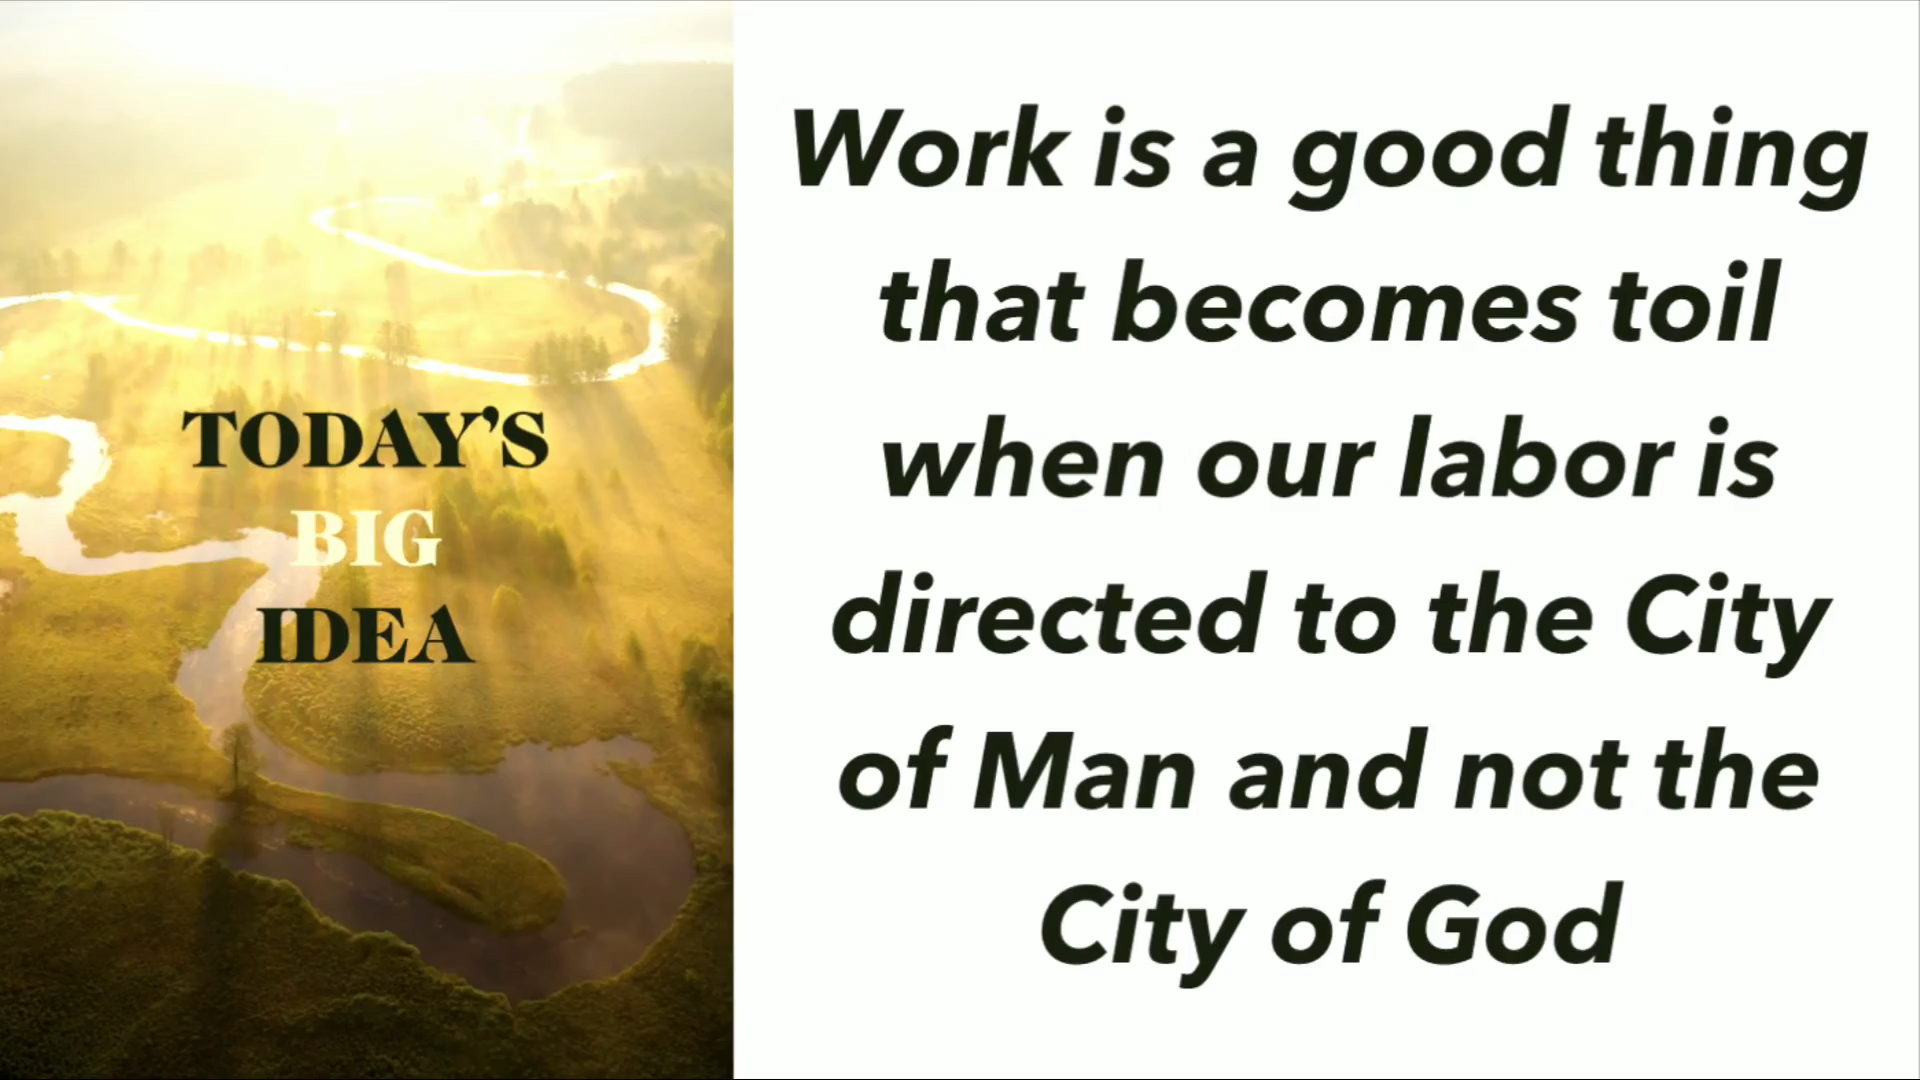 TODAY'S
BIG
IDEA
Work is a good thing
that becomes toil
when our labor is
directed to the City
of Man and not the
City of God